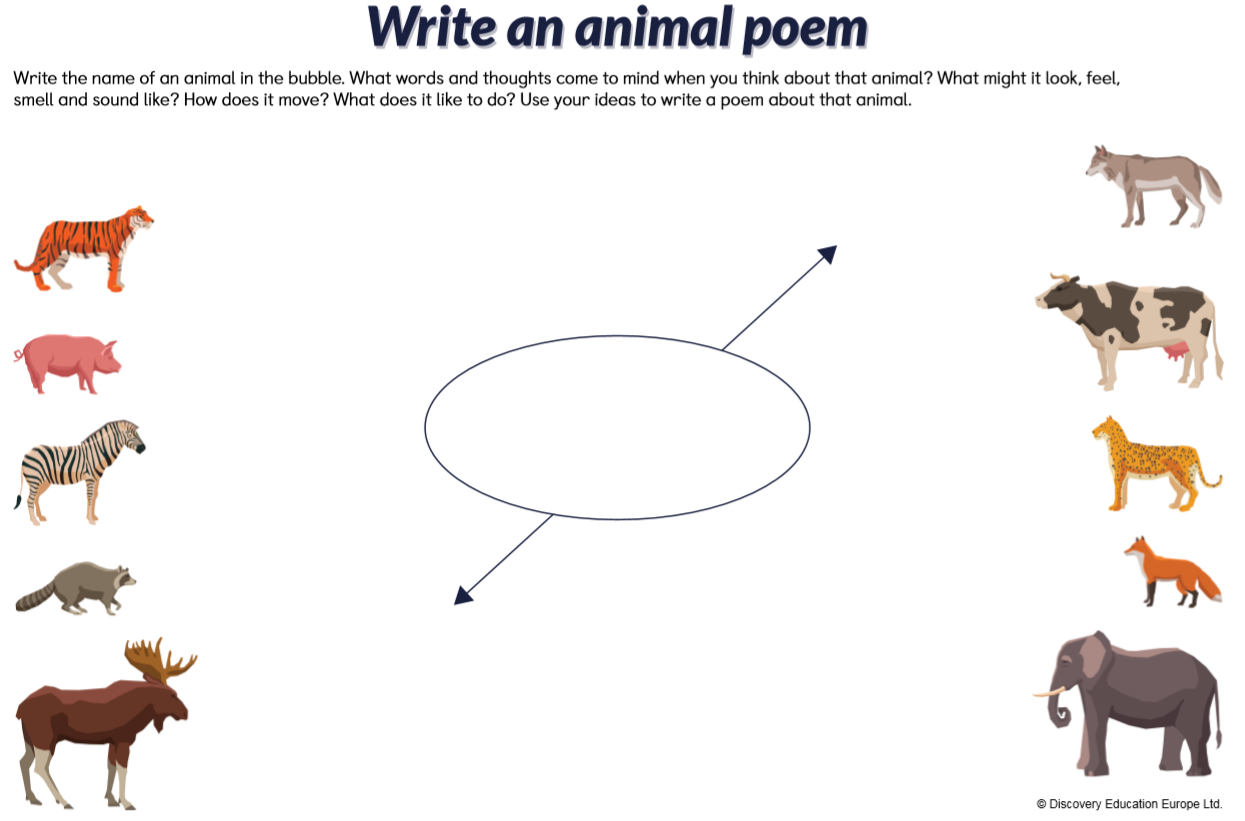 Write an animal poem
Write the name of an animal in the bubble. What words and thoughts come to mind when you think about that animal? What might it look, feel,
smell and sound like? How does it move? What does it like to do? Use your ideas to write a poem about that animal.
© Discovery Education Europe Ltd.